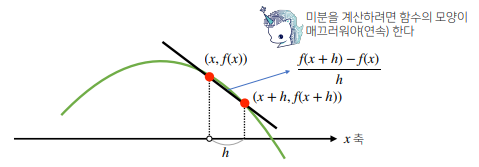 미분을 계산하려면 함수의 모양이
매끄러워야(연속) 한다
(x, f(x))
f(x + h) − f(x)
h
(x + h, f(x + h))
x 축
h